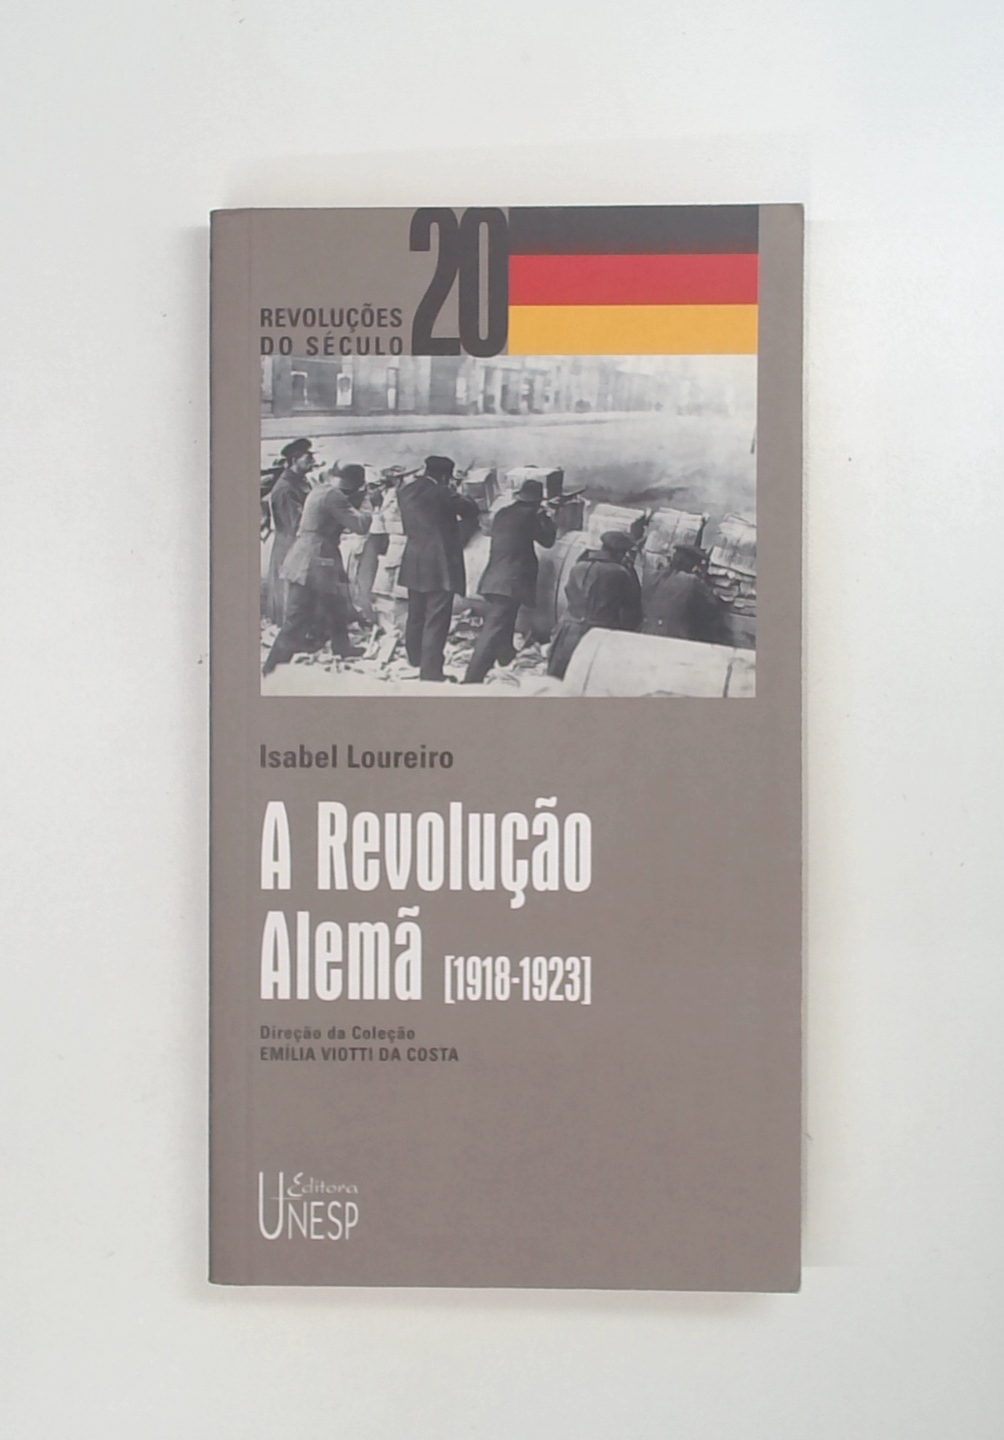 REVOLUÇÕES
DO SÉCULO 20
Isabel Loureiro
A Revolução
Alemã [1918-1923]
Direção da Coleção
EMÍLIA VIOTTI DA COSTA
Editora
UNESP